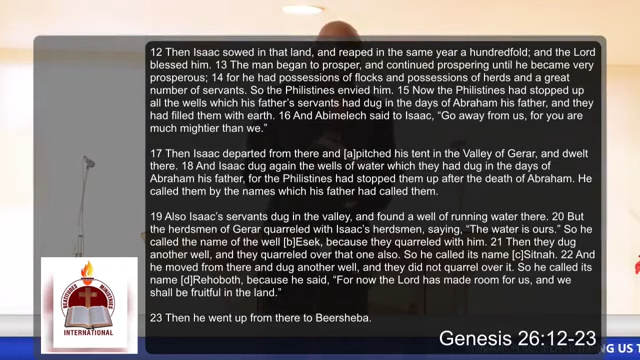 12 Then Isaac sowed in that land, and reaped in the same year a hundredfold; and the Lord
blessed him. 13 The man began to prosper, and continued prospering until he became very
prosperous; 14 for he had possessions of flocks and possessions of herds and a great
number of servants. So the Philistines envied him. 15 Now the Philistines had stopped up
all the wells which his father's servants had dug in the days of Abraham his father, and they
had filled them with earth. 16 And Abimelech said to Isaac, “Go away from us, for you are
much mightier than we.”
17 Then Isaac departed from there and [a]pitched his tent in the Valley of Gerar, and dwelt
there. 18 And Isaac dug again the wells of water which they had dug in the days of
Abraham his father, for the Philistines had stopped them up after the death of Abraham. He
called them by the names which his father had called them.
19 Also Isaac's servants dug in the valley, and found a well of running water there. 20 But
the herdsmen of Gerar quarreled with Isaac's herdsmen, saying, “The water is ours.” So he
called the name of the well [b]Esek, because they quarreled with him. 21 Then they dug
another well, and they quarreled over that one also. So he called its name [c]Sitnah. 22 And
he moved from there and dug another well, and they did not quarrel over it. So he called its
name [d]Rehoboth, because he said, “For now the Lord has made room for us, and we
shall be fruitful in the land.”
23 Then he went up from there to Beersheba.
Genesis 26:12-23
BEATITUDES MINISTRIES
INTERNATIONAL
US